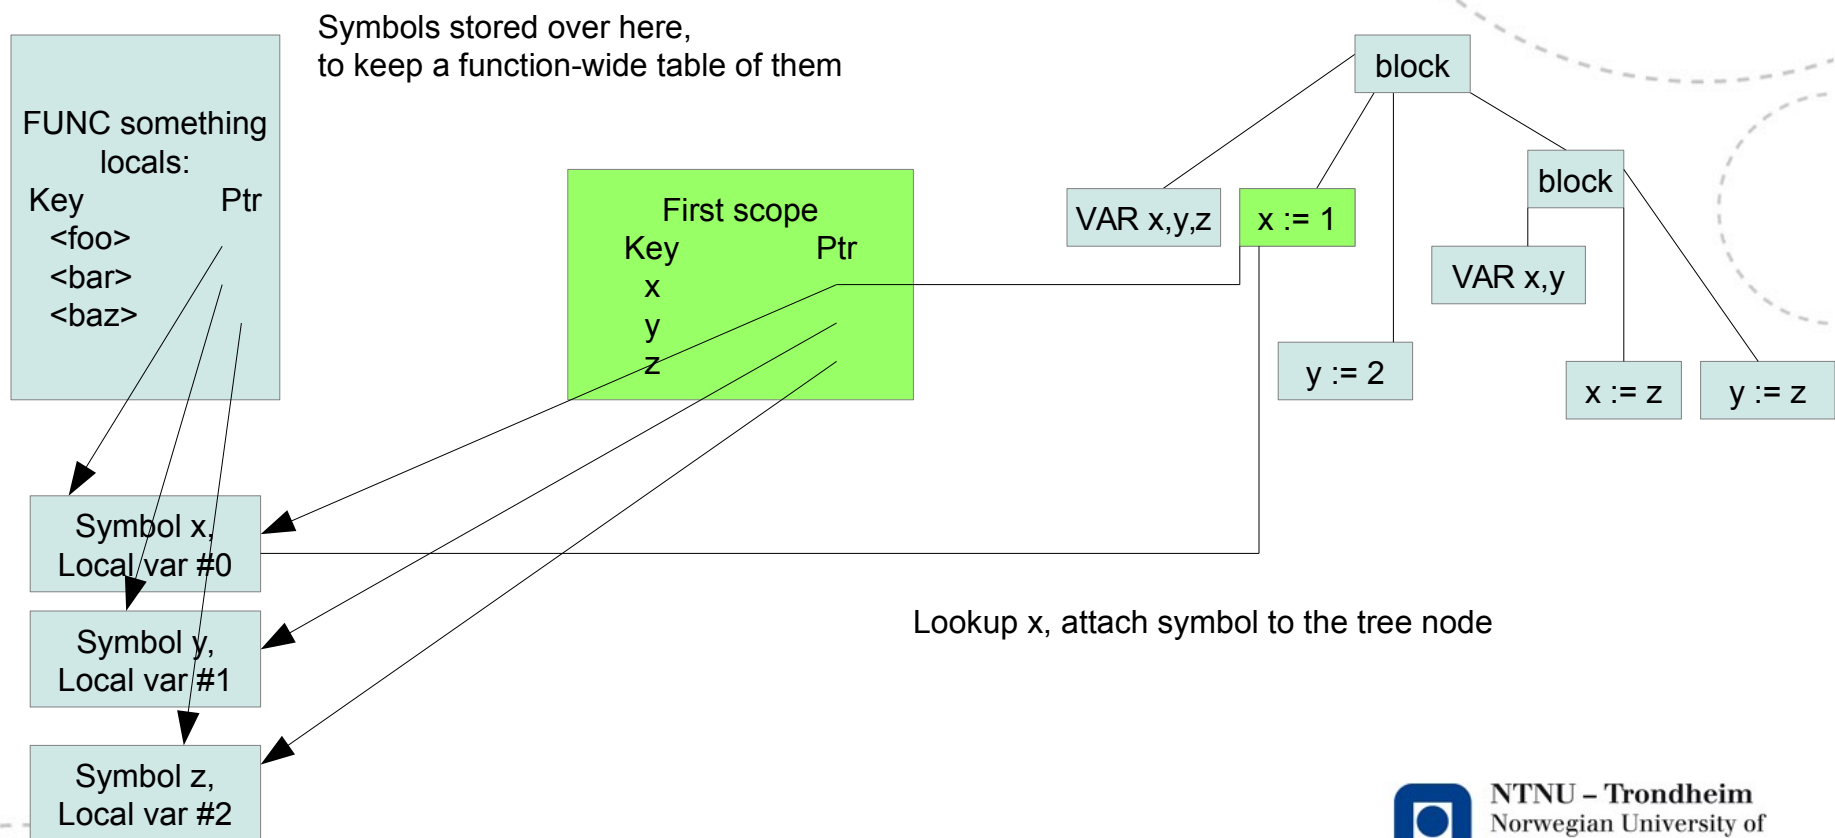 Symbols stored over here,
to keep a function-wide table of them
FUNC something
locals:
Key Ptr
<foo>
<bar>
<baz>
First scope
Key Ptr
x
y
z
block
VAR x,y,z
x := 1
block
VAR x,y
y := 2
x := z
y := z
Symbol x,
Local var #0
Symbol y,
Local var #1
Symbol z,
Local var #2
Lookup x, attach symbol to the tree node
NTNU – Trondheim
Norwegian University of